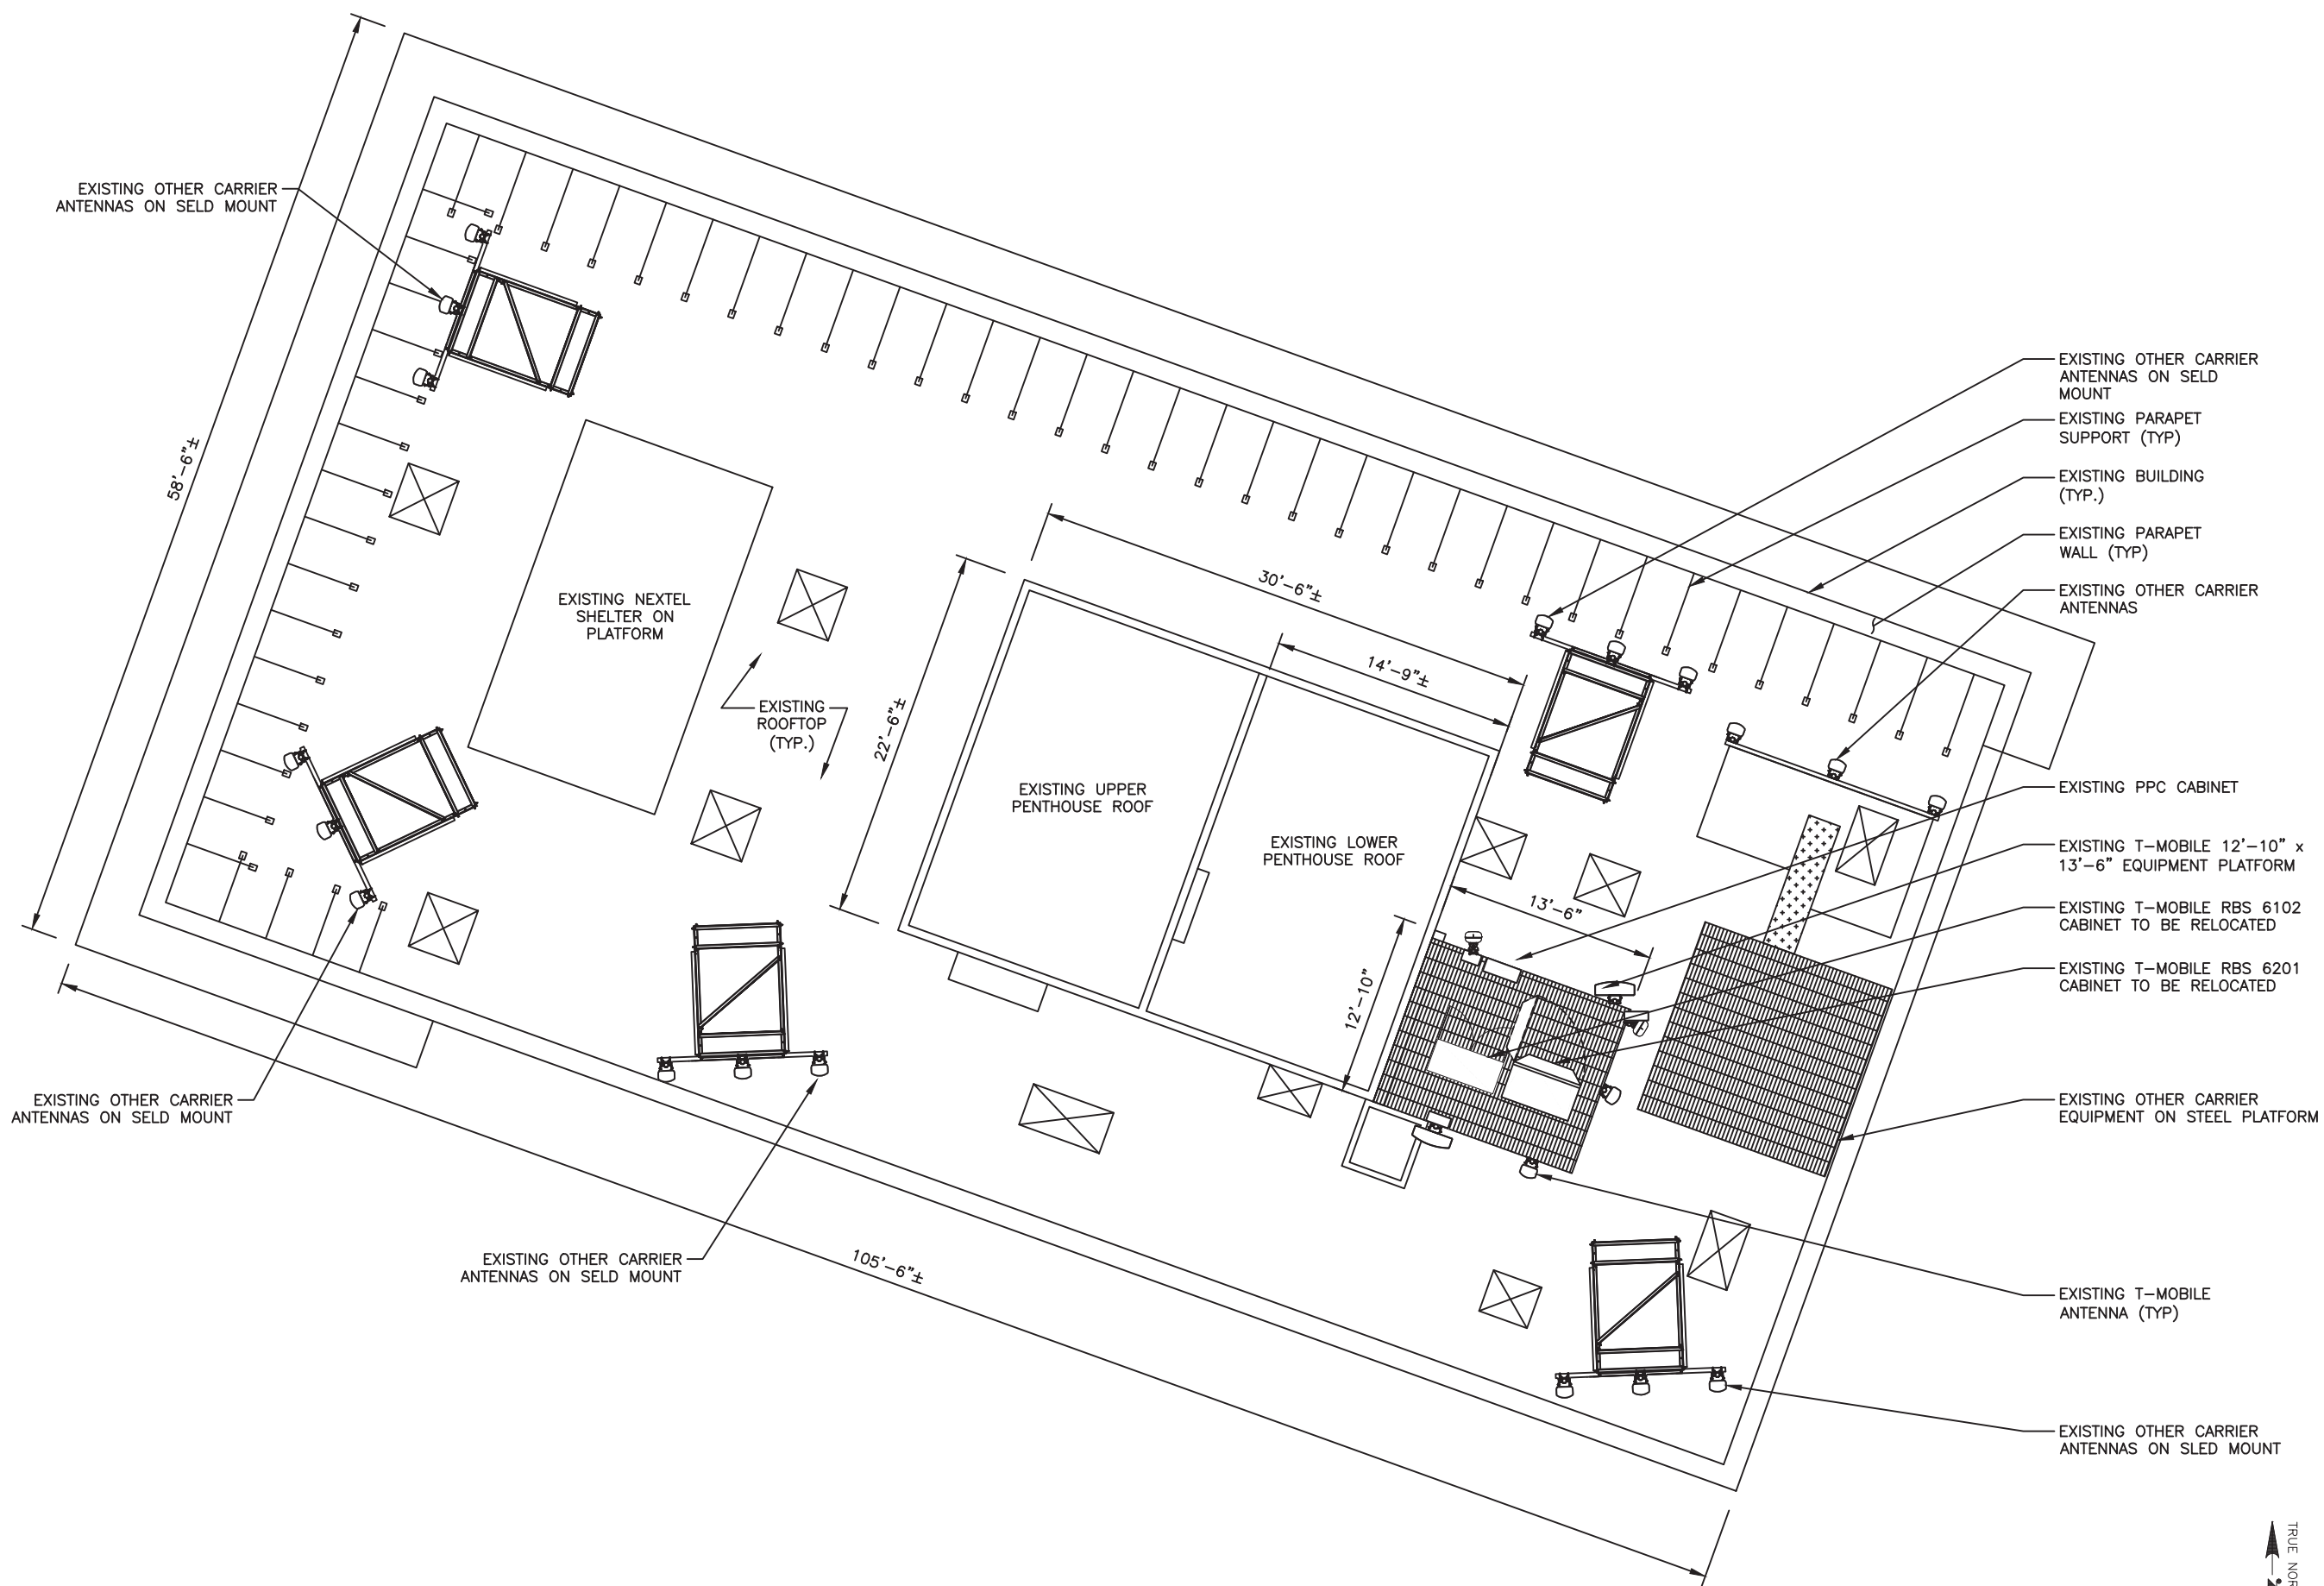 EXISTING OTHER CARRIER
ANTENNAS ON SELD MOUNT
58'-6"±
EXISTING NEXTEL
SHELTER ON
PLATFORM
EXISTING
ROOFTOP
(TYP.)
22'-6"±
30'-6"±
14'-9"±
EXISTING UPPER
PENTHOUSE ROOF
EXISTING LOWER
PENTHOUSE ROOF
13'-6"
12'-10"
EXISTING OTHER CARRIER
ANTENNAS ON SELD
MOUNT
EXISTING PARAPET
SUPPORT (TYP)
EXISTING BUILDING
(TYP.)
EXISTING PARAPET
WALL (TYP)
EXISTING OTHER CARRIER
ANTENNAS
EXISTING PPC CABINET
EXISTING T-MOBILE 12'-10" x
13'-6" EQUIPMENT PLATFORM
EXISTING T-MOBILE RBS 6102
CABINET TO BE RELOCATED
EXISTING T-MOBILE RBS 6201
CABINET TO BE RELOCATED
EXISTING OTHER CARRIER
EQUIPMENT ON STEEL PLATFORM
EXISTING T-MOBILE
ANTENNA (TYP)
EXISTING OTHER CARRIER
ANTENNAS ON SLED MOUNT
EXISTING OTHER CARRIER
ANTENNAS ON SELD MOUNT
EXISTING OTHER CARRIER
ANTENNAS ON SELD MOUNT
105'-6"±
TRUE NOR